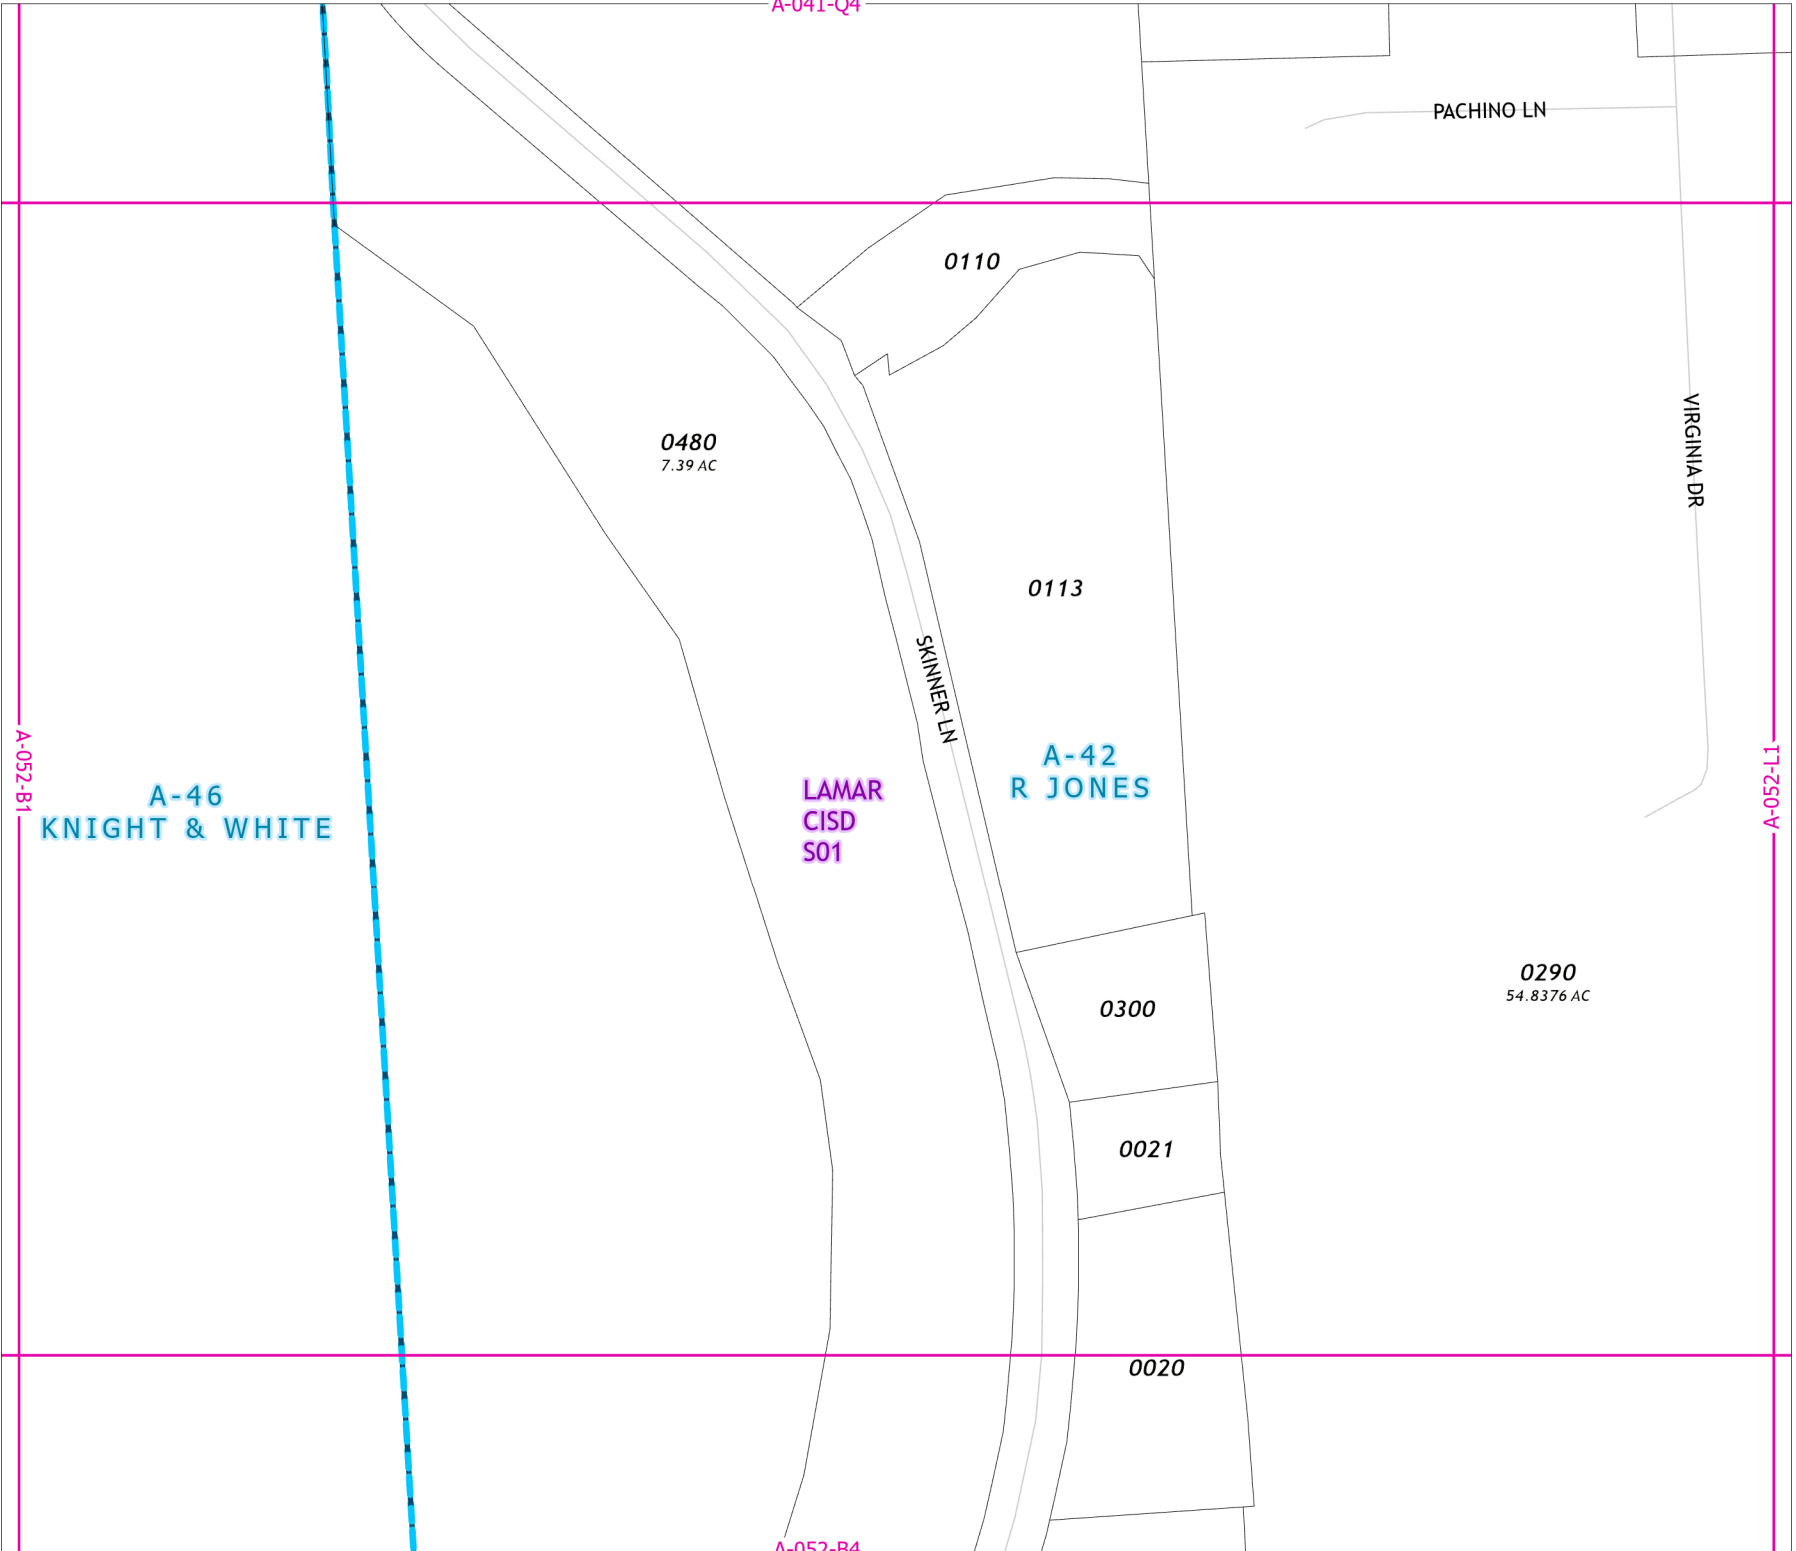 A-041-Q4
PACHINO LN
0110
VIRGINIA DR
0480
7.39 AC
0113
SKINNER LN
A-052-B1
A-46
KNIGHT & WHITE
LAMAR
CISD
S01
A-42
R JONES
A-052-L1
0290
54.8376 AC
0300
0021
0020
A-052-B4